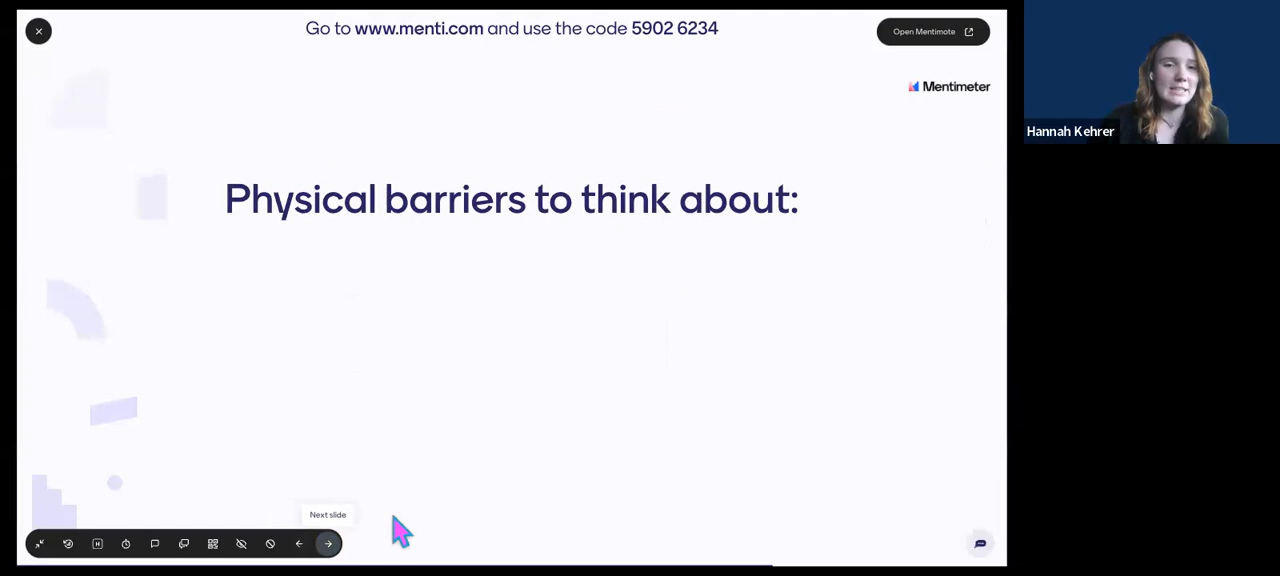 Go to www.menti.com and use the code 5902 6234
Open Mentimote
Mentimeter
Hannah Kehrer
Physical barriers to think about:
Next slide
H